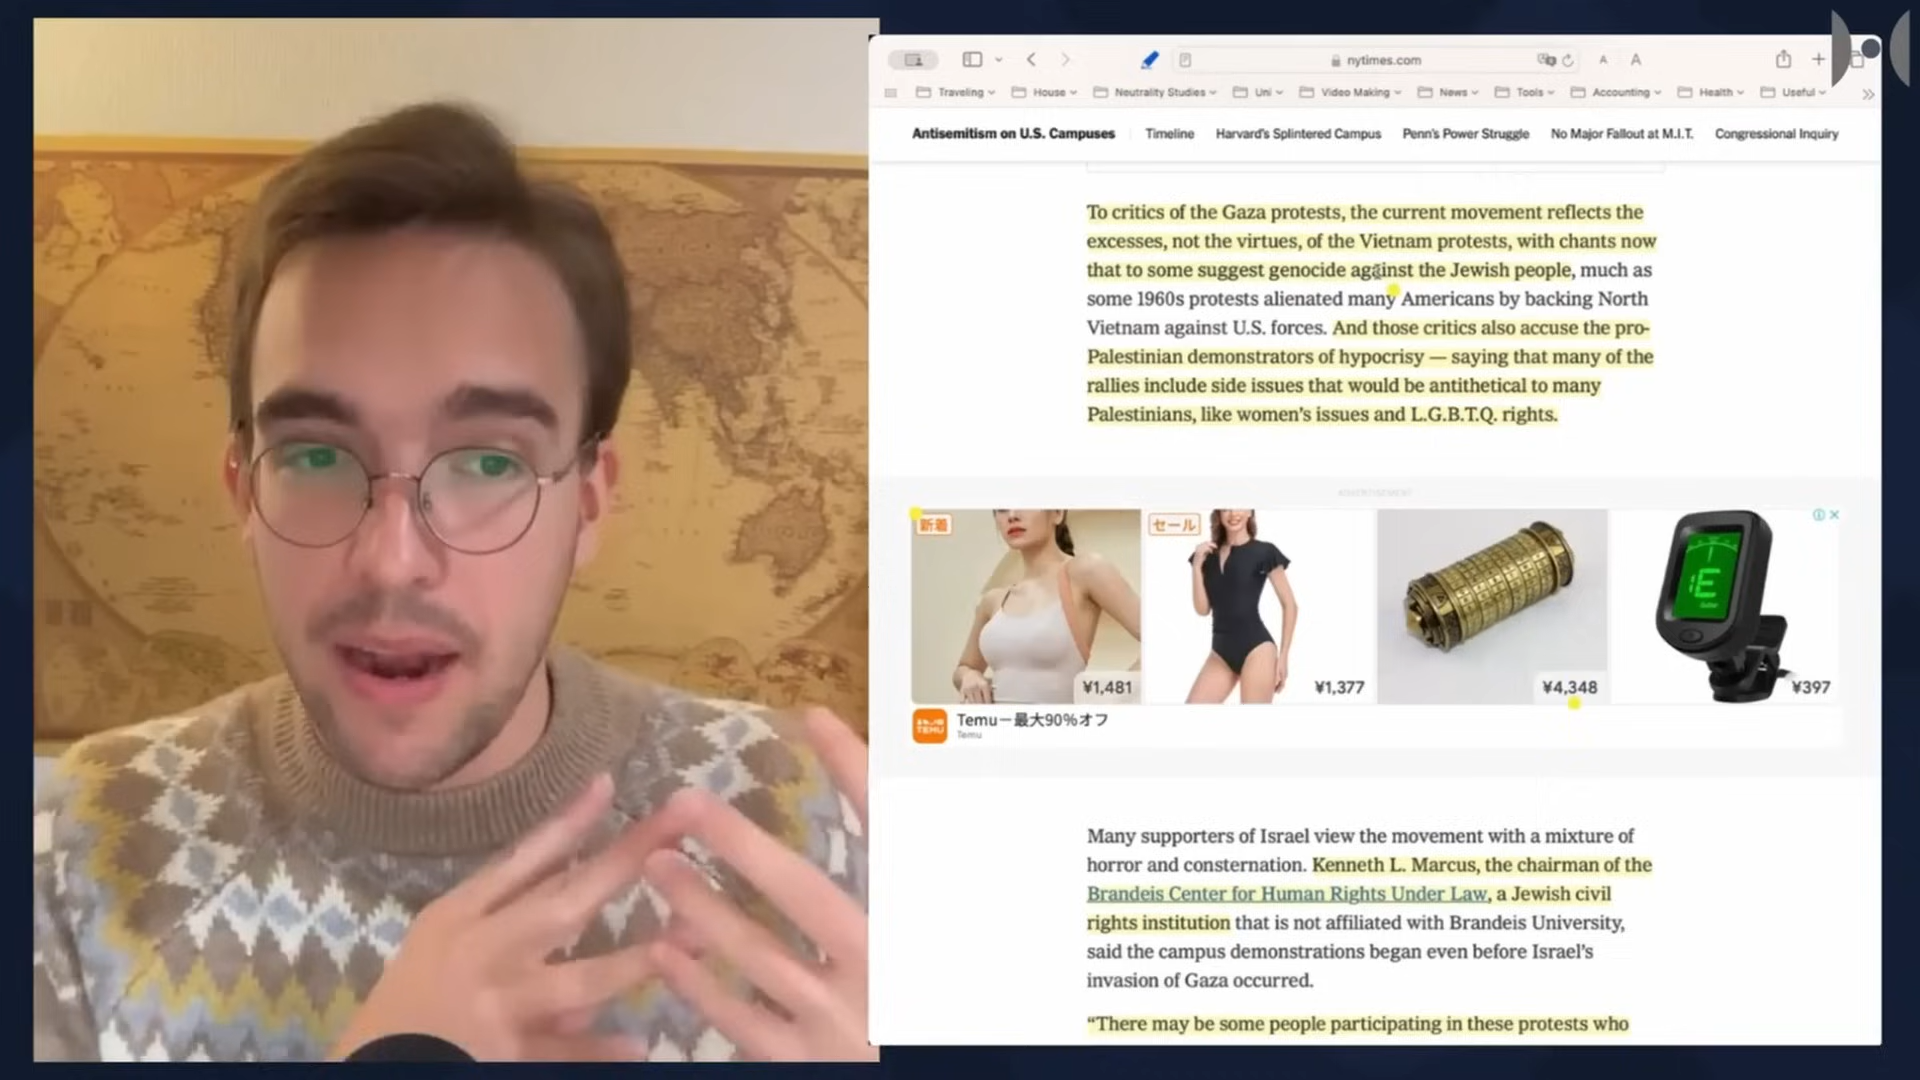 nytimes.com
A
A
Traveling
House
Neutrality Studies
Uni
Video Making
News
Tools
Accounting
Health
Useful
Antisemitism on U.S. Campuses
Timeline
Harvard's Splintered Campus
Penn's Power Struggle
No Major Fallout at M.I.T.
Congressional Inquiry
To critics of the Gaza protests, the current movement reflects the
excesses, not the virtues, of the Vietnam protests, with chants now
that to some suggest genocide against the Jewish people, much as
some 1960s protests alienated many Americans by backing North
Vietnam against U.S. forces. And those critics also accuse the pro-
Palestinian demonstrators of hypocrisy — saying that many of the
rallies include side issues that would be antithetical to many
Palestinians, like women's issues and L.G.B.T.Q. rights.
ADVERTISEMENT
新着
セール
E
¥1,481
¥1,377
¥4,348
¥397
TEMU
Temu－最大90%オフ
Temu
Many supporters of Israel view the movement with a mixture of
horror and consternation. Kenneth L. Marcus, the chairman of the
Brandeis Center for Human Rights Under Law, a Jewish civil
rights institution that is not affiliated with Brandeis University,
said the campus demonstrations began even before Israel's
invasion of Gaza occurred.
“There may be some people participating in these protests who